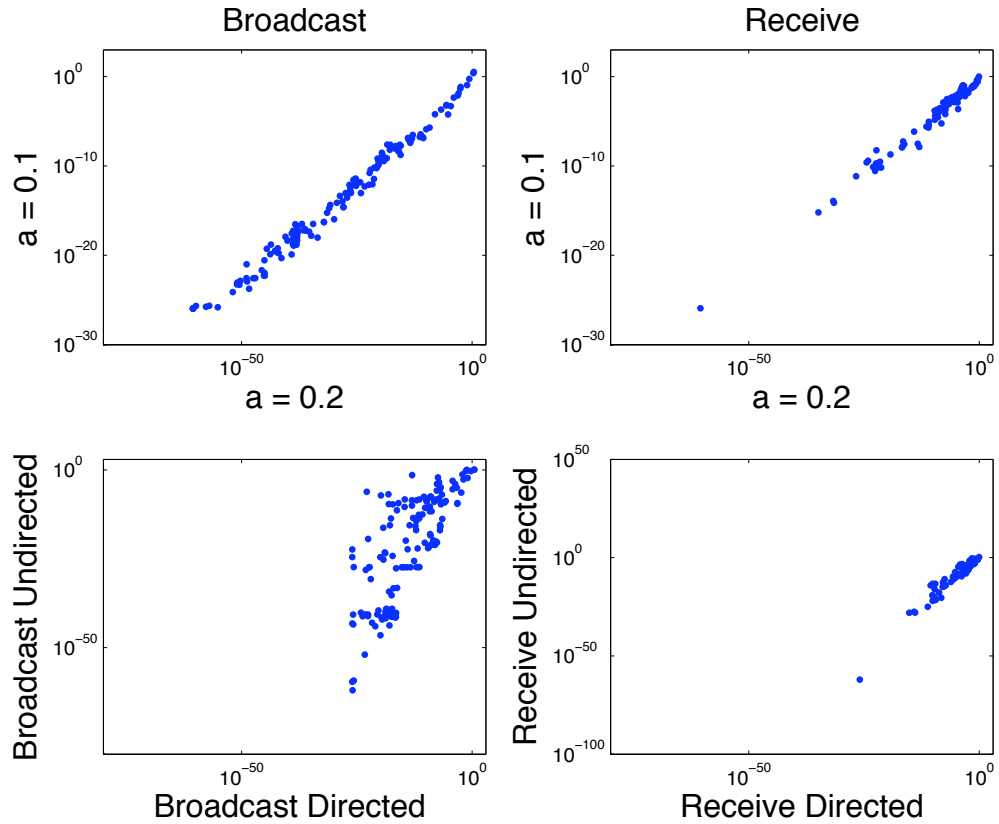 Broadcast
Receive
10^0
10^-10
10^-20
10^-30
a = 0.1
10^-50
10^0
a = 0.2
10^0
10^-10
10^-20
10^-30
a = 0.1
10^-50
10^0
a = 0.2
10^0
10^-50
Broadcast Undirected
10^-50
10^0
Broadcast Directed
10^50
10^0
10^-50
10^-100
Receive Undirected
10^-50
10^0
Receive Directed